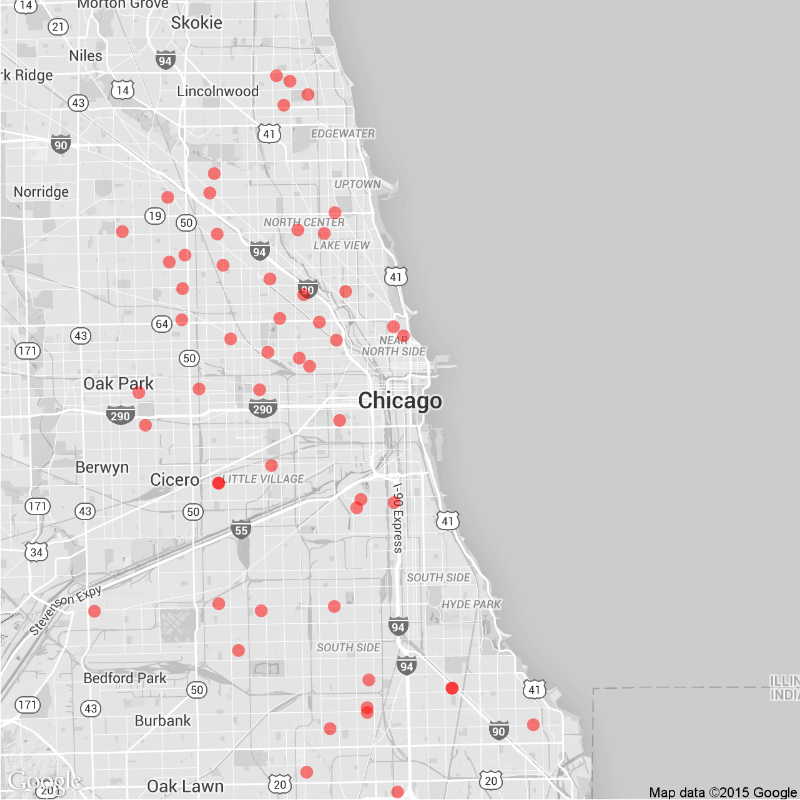 14
Morton Grove
21
Skokie
Niles
94
rk Ridge
14
Lincolnwood
43
41
EDGEWATER
90
UPTOWN
Norridge
19
50
NORTH CENTER
LAKE VIEW
94
41
90
64
43
NEAR
NORTH SIDE
171
50
Oak Park
Chicago
290
290
Berwyn
Cicero
LITTLE VILLAGE
171
43
50
I-90 Express
41
55
34
SOUTH SIDE
Stevenson Expy
HYDE PARK
94
SOUTH SIDE
94
Bedford Park
ILLIN
INDIA
50
41
171
43
Burbank
90
Google
20
Oak Lawn
20
20
Map data ©2015 Google